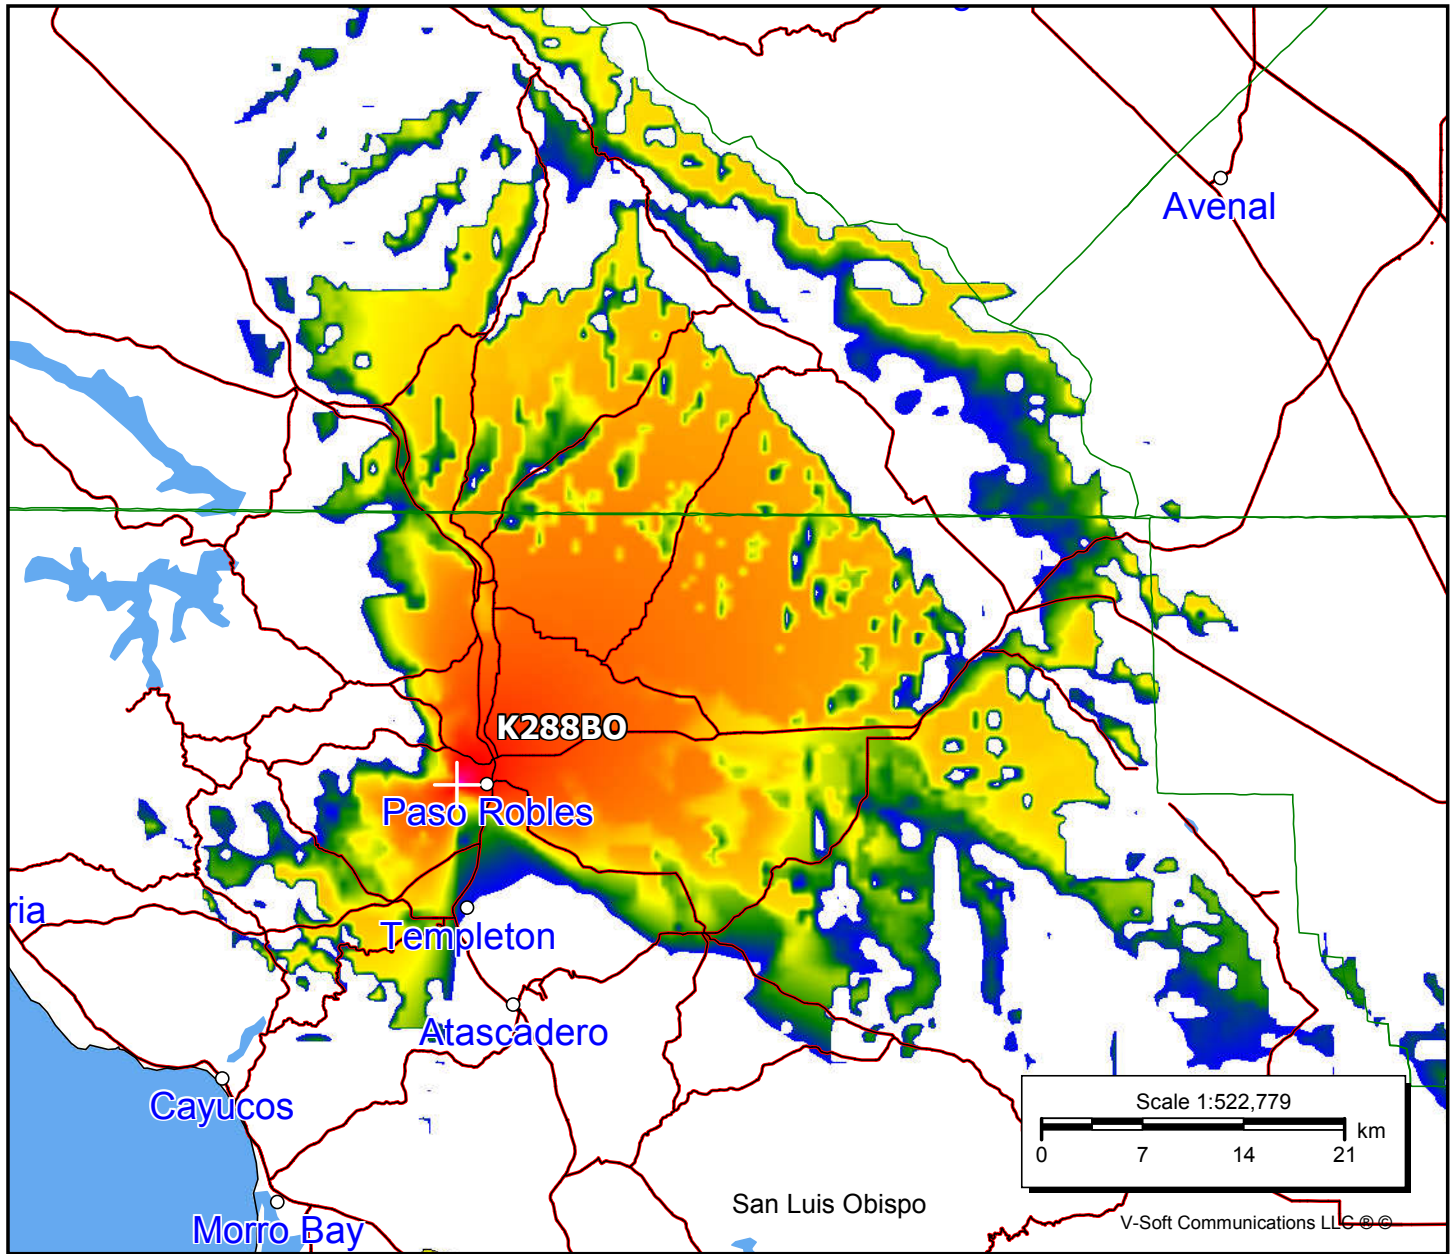 Avenal
K288BO
Paso Robles
ria
Templeton
Atascadero
Cayucos
Scale 1:522,779
km
0 7 14 21
San Luis Obispo
Morro Bay
V-Soft Communications LLC ® ©